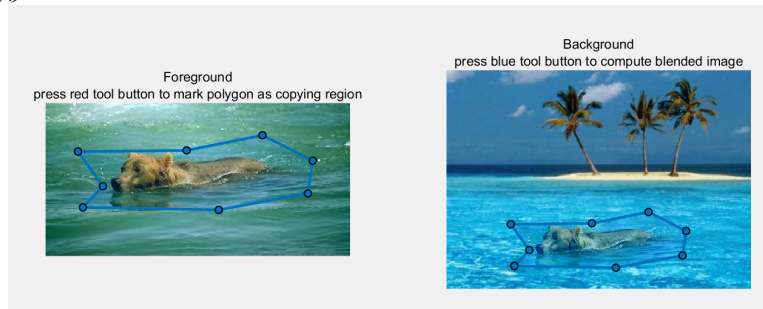 Foreground
press red tool button to mark polygon as copying region
Background
press blue tool button to compute blended image